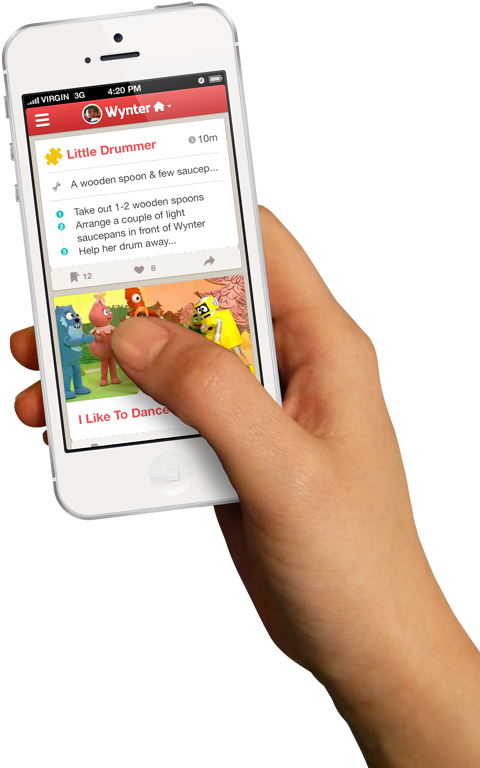 VIRGIN 3G 4:20 PM
Wynter
Little Drummer 10m
A wooden spoon & few saucep...
1 Take out 1-2 wooden spoons
2 Arrange a couple of light
saucepans in front of Wynter
3 Help her drum away...
12 8
I Like To Dance